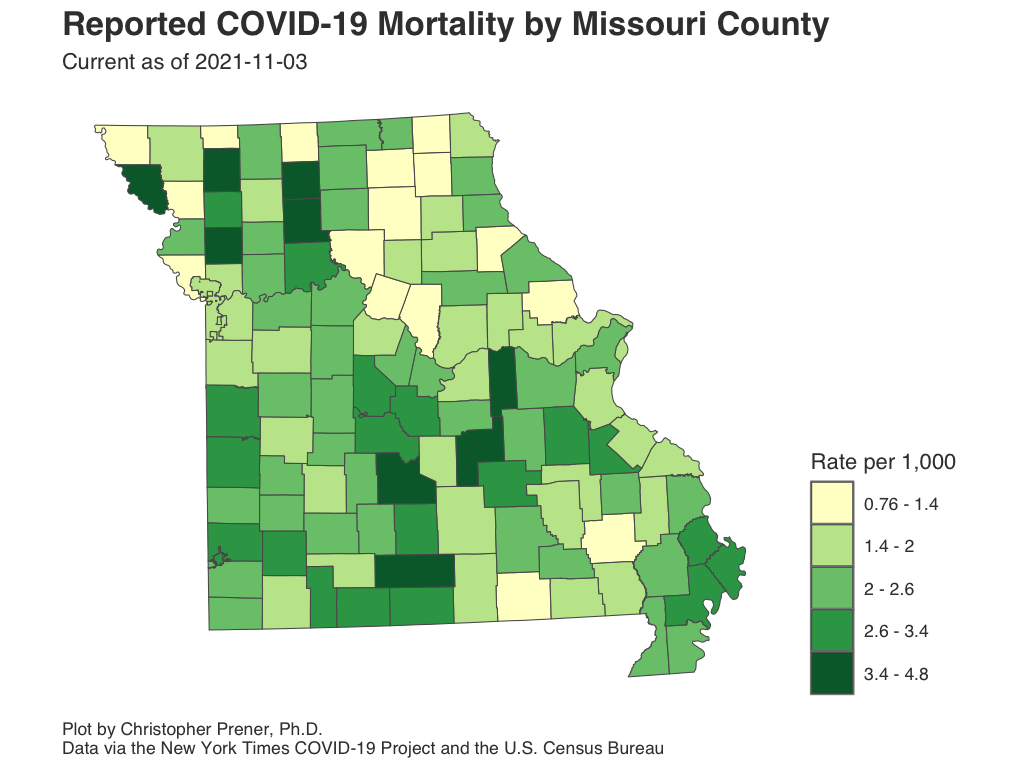 Reported COVID-19 Mortality by Missouri County
Current as of 2021-11-03
Rate per 1,000
0.76 - 1.4
1.4 - 2
2 - 2.6
2.6 - 3.4
3.4 - 4.8
Plot by Christopher Prener, Ph.D.
Data via the New York Times COVID-19 Project and the U.S. Census Bureau